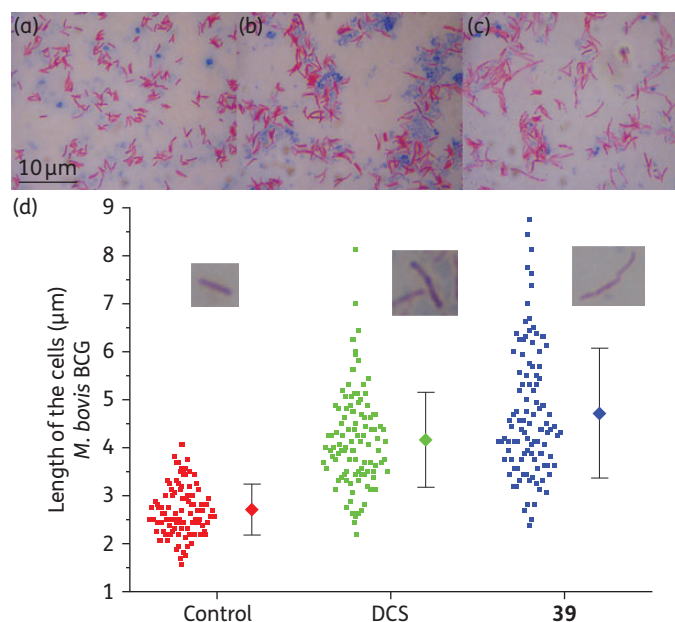 (a)
(b)
(c)
10 μm
(d)
9
8
7
6
5
4
3
2
1
Length of the cells (μm)
M. bovis BCG
Control
DCS
39